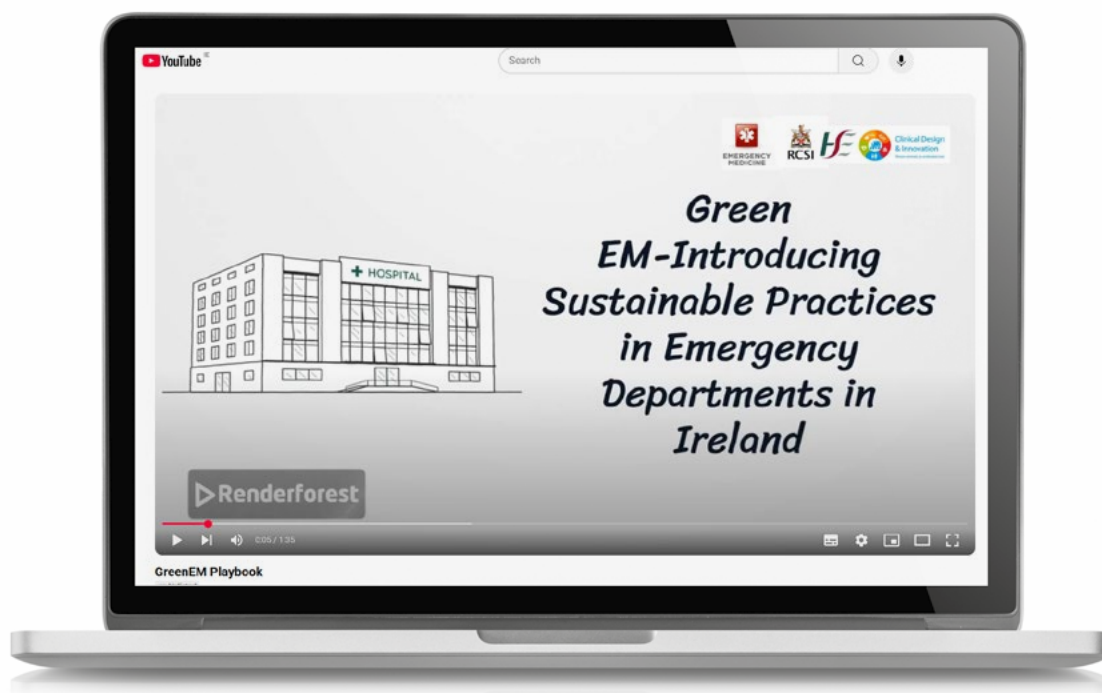 YouTube IE
Search
EMERGENCY
MEDICINE
RCSI
Clinical Design
& Innovation
Green
EM-Introducing
Sustainable Practices
in Emergency
Departments in
Ireland
HOSPITAL
Renderforest
0:05 / 1:35
GreenEM Playbook